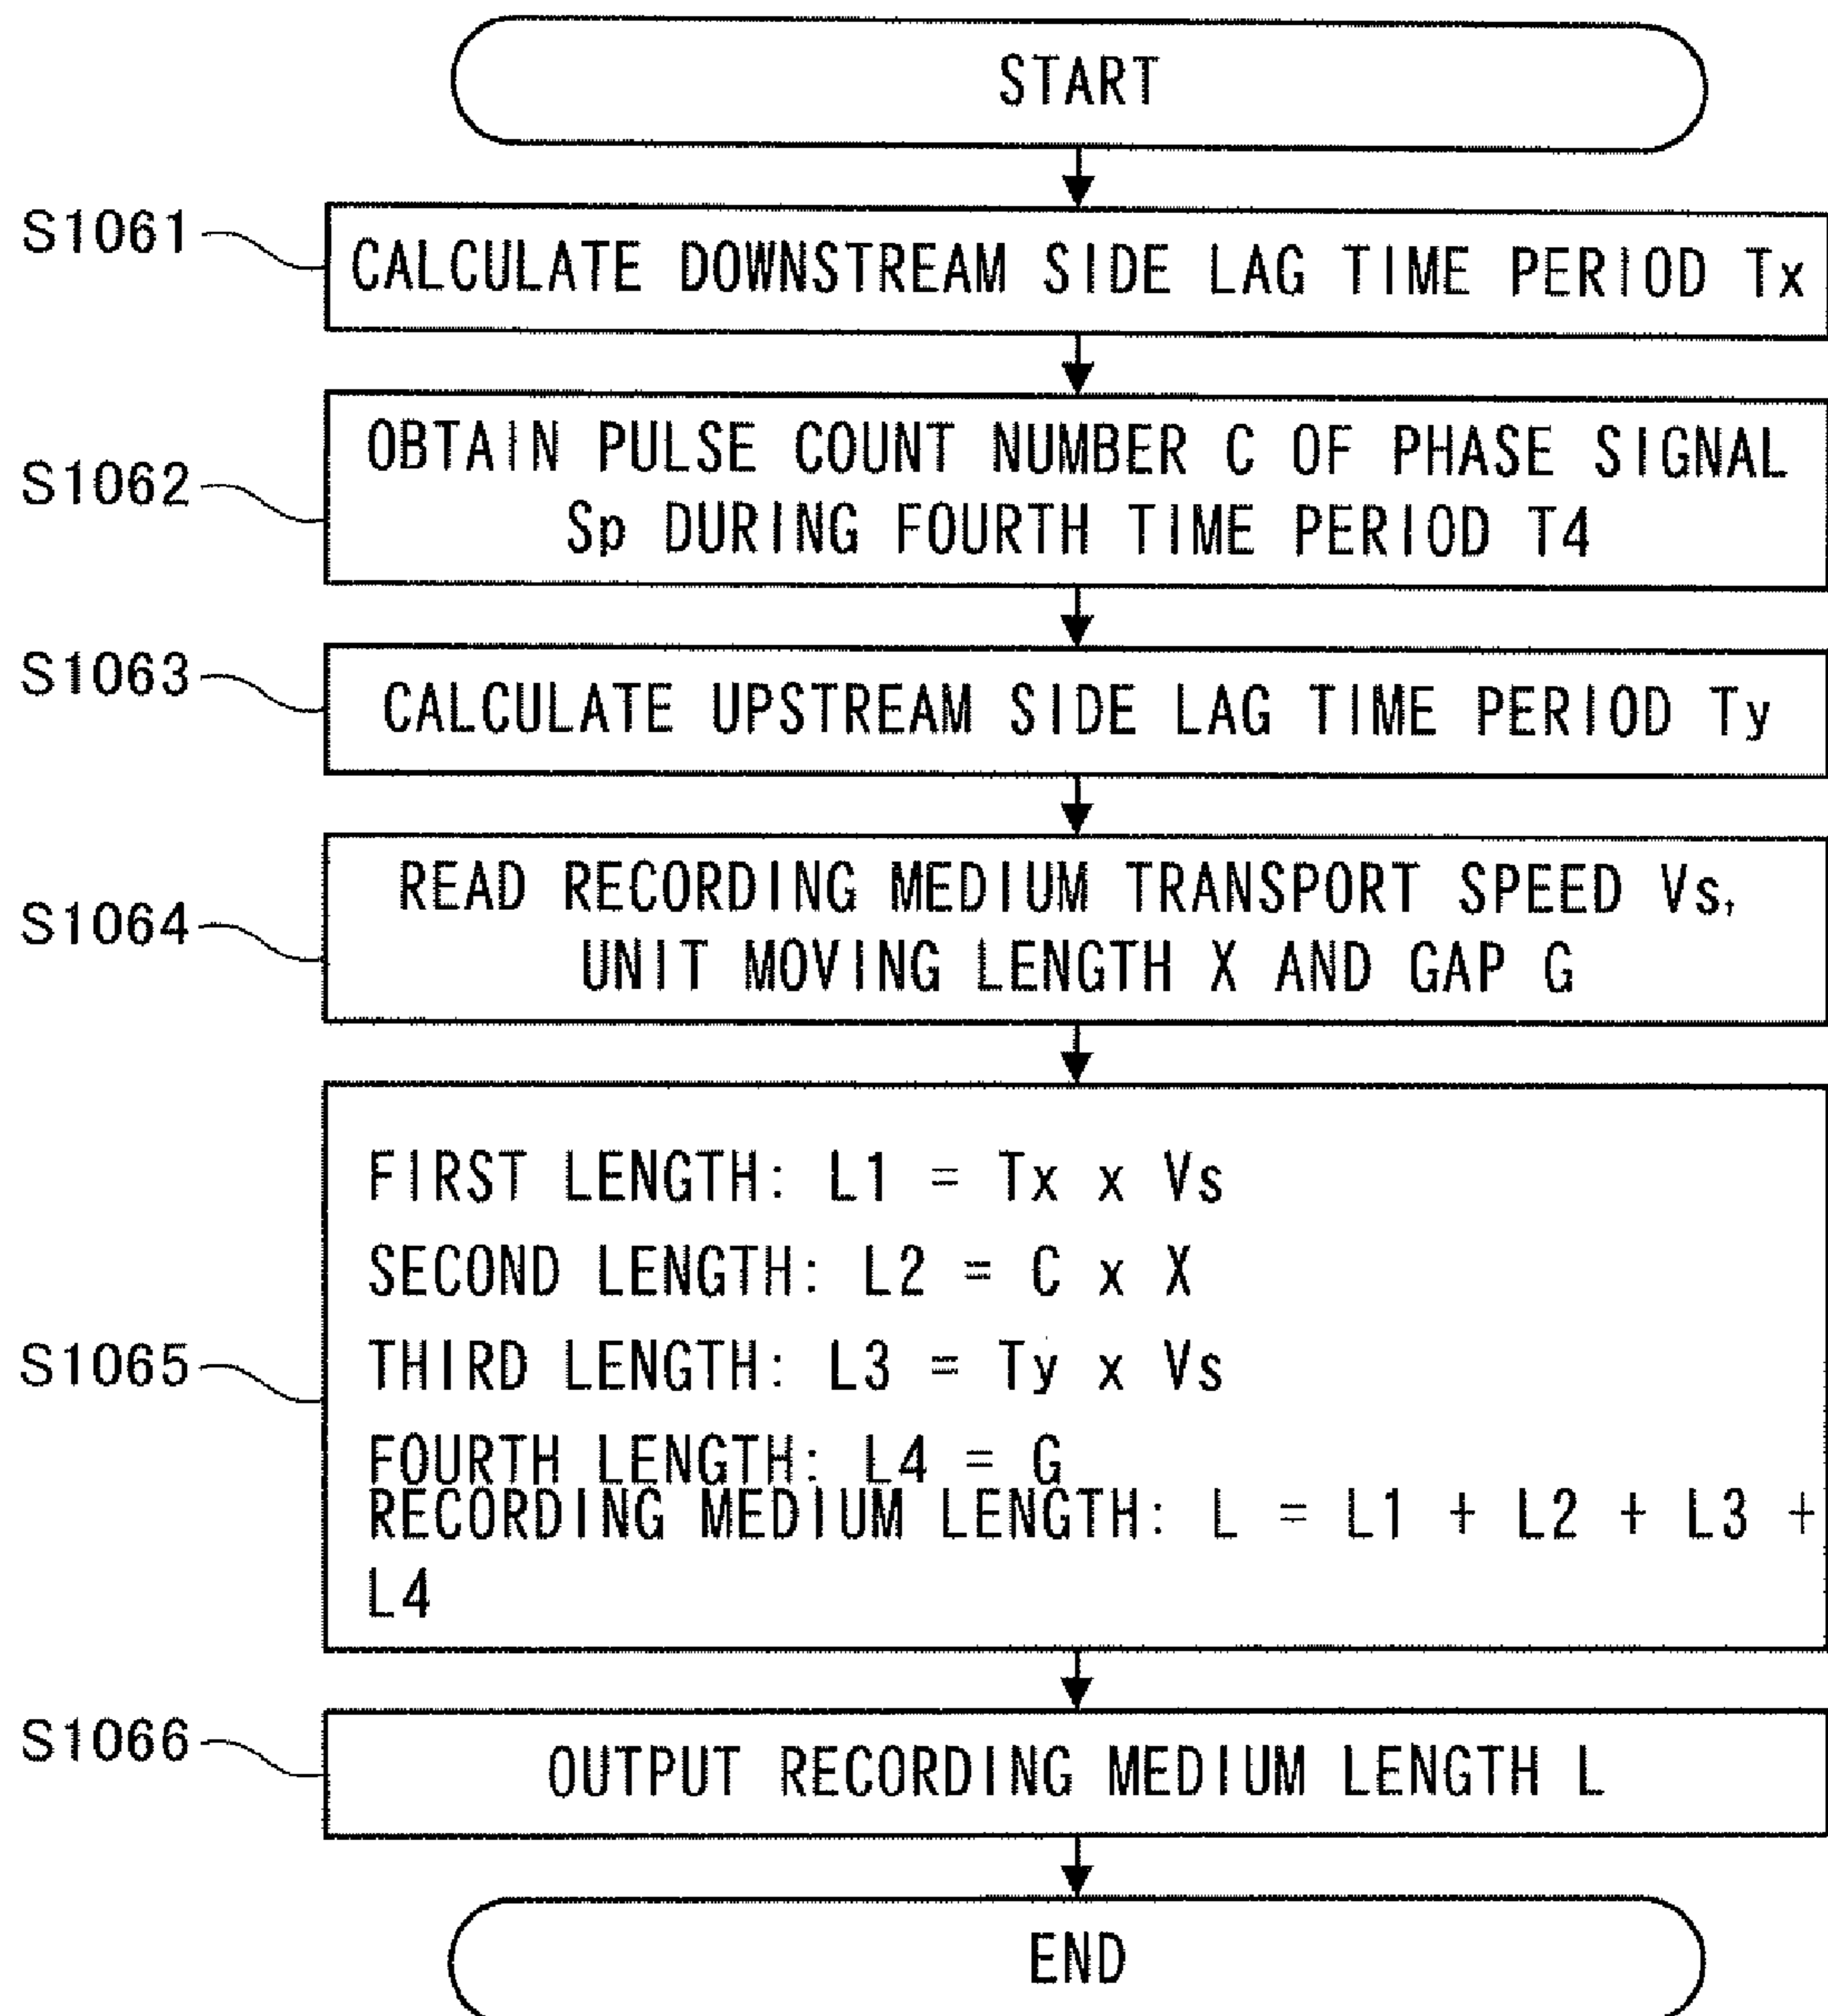 START
S1061
CALCULATE DOWNSTREAM SIDE LAG TIME PERIOD Tx
S1062
OBTAIN PULSE COUNT NUMBER C OF PHASE SIGNAL
Sp DURING FOURTH TIME PERIOD T4
S1063
CALCULATE UPSTREAM SIDE LAG TIME PERIOD Ty
S1064
READ RECORDING MEDIUM TRANSPORT SPEED Vs,
UNIT MOVING LENGTH X AND GAP G
S1065
FIRST LENGTH: L1 = Tx x Vs
SECOND LENGTH: L2 = C x X
THIRD LENGTH: L3 = Ty x Vs
FOURTH LENGTH: L4 = G
RECORDING MEDIUM LENGTH: L = L1 + L2 + L3 +
L4
S1066
OUTPUT RECORDING MEDIUM LENGTH L
END